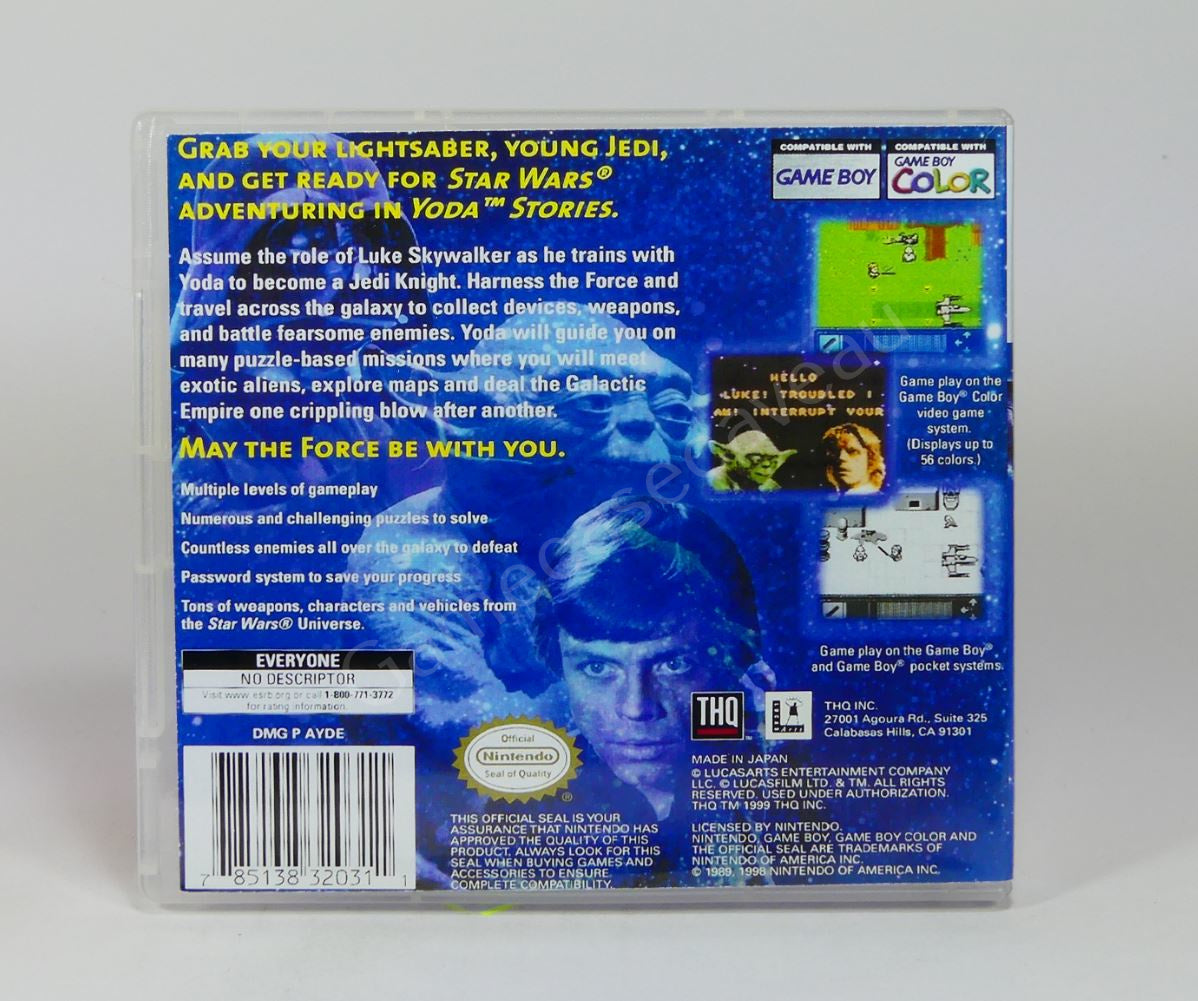 GRAB YOUR LIGHTSABER, YOUNG JEDI,
AND GET READY FOR STAR WARS®
ADVENTURING IN YODA™ STORIES.
Assume the role of Luke Skywalker as he trains with
Yoda to become a Jedi Knight. Harness the Force and
travel across the galaxy to collect devices, weapons,
and battle fearsome enemies. Yoda will guide you on
many puzzle-based missions where you will meet
exotic aliens, explore maps and deal the Galactic
Empire one crippling blow after another.
MAY THE FORCE BE WITH YOU.
Multiple levels of gameplay
Numerous and challenging puzzles to solve
Countless enemies all over the galaxy to defeat
Password system to save your progress
Tons of weapons, characters and vehicles from
the Star Wars® Universe.
EVERYONE
NO DESCRIPTOR
Visit www.esrb.org or call 1-800-771-3772
for rating information.
DMG P AYDE
7 85138 32031 1
Official
Nintendo
Seal of Quality
®
THIS OFFICIAL SEAL IS YOUR
ASSURANCE THAT NINTENDO HAS
APPROVED THE QUALITY OF THIS
PRODUCT. ALWAYS LOOK FOR THIS
SEAL WHEN BUYING GAMES AND
ACCESSORIES TO ENSURE
COMPLETE COMPATIBILITY.
COMPATIBLE WITH
GAME BOY
COMPATIBLE WITH
GAME BOY
COLOR
HELLO
LUKE! TROUBLED I
AM! INTERRUPT YOUR
Game play on the
Game Boy® Color
video game
system.
(Displays up to
56 colors.)
Game play on the Game Boy®
and Game Boy® pocket systems.
THQ
™
LUCAS
ARTS
THQ INC.
27001 Agoura Rd., Suite 325
Calabasas Hills, CA 91301
MADE IN JAPAN
© LUCASARTS ENTERTAINMENT COMPANY
LLC. © LUCASFILM LTD. & TM. ALL RIGHTS
RESERVED. USED UNDER AUTHORIZATION.
THQ TM 1999 THQ INC.
LICENSED BY NINTENDO.
NINTENDO, GAME BOY, GAME BOY COLOR AND
THE OFFICIAL SEAL ARE TRADEMARKS OF
NINTENDO OF AMERICA INC.
© 1989, 1998 NINTENDO OF AMERICA INC.